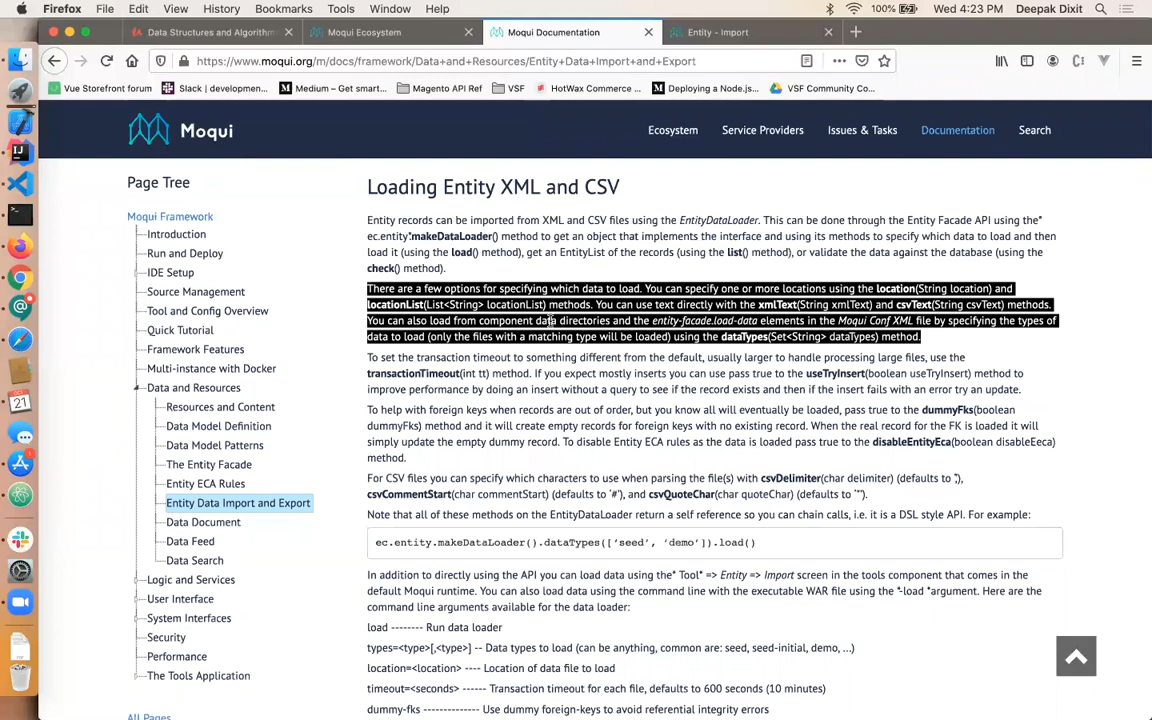 Firefox File Edit View History Bookmarks Tools Window Help 100% Wed 4:23 PM Deepak Dixit
Data Structures and Algorithm
Moqui Ecosystem
Moqui Documentation
Entity - Import
https://www.moqui.org/m/docs/framework/Data+and+Resources/Entity+Data+Import+and+Export
Vue Storefront forum
Slack | developmen...
Medium – Get smart...
Magento API Ref
VSF
HotWax Commerce ...
Deploying a Node.js...
VSF Community Co...
Moqui
Ecosystem
Service Providers
Issues & Tasks
Documentation
Search
Page Tree
Moqui Framework
Introduction
Run and Deploy
IDE Setup
Source Management
Tool and Config Overview
Quick Tutorial
Framework Features
Multi-instance with Docker
Data and Resources
Resources and Content
Data Model Definition
Data Model Patterns
The Entity Facade
Entity ECA Rules
Entity Data Import and Export
Data Document
Data Feed
Data Search
Logic and Services
User Interface
System Interfaces
Security
Performance
The Tools Application
All Pages
Loading Entity XML and CSV
Entity records can be imported from XML and CSV files using the EntityDataLoader. This can be done through the Entity Facade API using the*
ec.entity*.makeDataLoader() method to get an object that implements the interface and using its methods to specify which data to load and then
load it (using the load() method), get an EntityList of the records (using the list() method), or validate the data against the database (using the
check() method).
There are a few options for specifying which data to load. You can specify one or more locations using the location(String location) and
locationList(List<String> locationList) methods. You can use text directly with the xmlText(String xmlText) and csvText(String csvText) methods.
You can also load from component data directories and the entity-facade.load-data elements in the Moqui Conf XML file by specifying the types of
data to load (only the files with a matching type will be loaded) using the dataTypes(Set<String> dataTypes) method.
To set the transaction timeout to something different from the default, usually larger to handle processing large files, use the
transactionTimeout(int tt) method. If you expect mostly inserts you can use pass true to the useTryInsert(boolean useTryInsert) method to
improve performance by doing an insert without a query to see if the record exists and then if the insert fails with an error try an update.
To help with foreign keys when records are out of order, but you know all will eventually be loaded, pass true to the dummyFks(boolean
dummyFks) method and it will create empty records for foreign keys with no existing record. When the real record for the FK is loaded it will
simply update the empty dummy record. To disable Entity ECA rules as the data is loaded pass true to the disableEntityEca(boolean disableEeca)
method.
For CSV files you can specify which characters to use when parsing the file(s) with csvDelimiter(char delimiter) (defaults to ','),
csvCommentStart(char commentStart) (defaults to '#'), and csvQuoteChar(char quoteChar) (defaults to '"').
Note that all of these methods on the EntityDataLoader return a self reference so you can chain calls, i.e. it is a DSL style API. For example:
ec.entity.makeDataLoader().dataTypes([‘seed’, ‘demo’]).load()
In addition to directly using the API you can load data using the* Tool* => Entity => Import screen in the tools component that comes in the
default Moqui runtime. You can also load data using the command line with the executable WAR file using the *-load *argument. Here are the
command line arguments available for the data loader:
load -------- Run data loader
types=<type>[,<type>] -- Data types to load (can be anything, common are: seed, seed-initial, demo, ...)
location=<location> ---- Location of data file to load
timeout=<seconds> ------ Transaction timeout for each file, defaults to 600 seconds (10 minutes)
dummy-fks -------------- Use dummy foreign-keys to avoid referential integrity errors